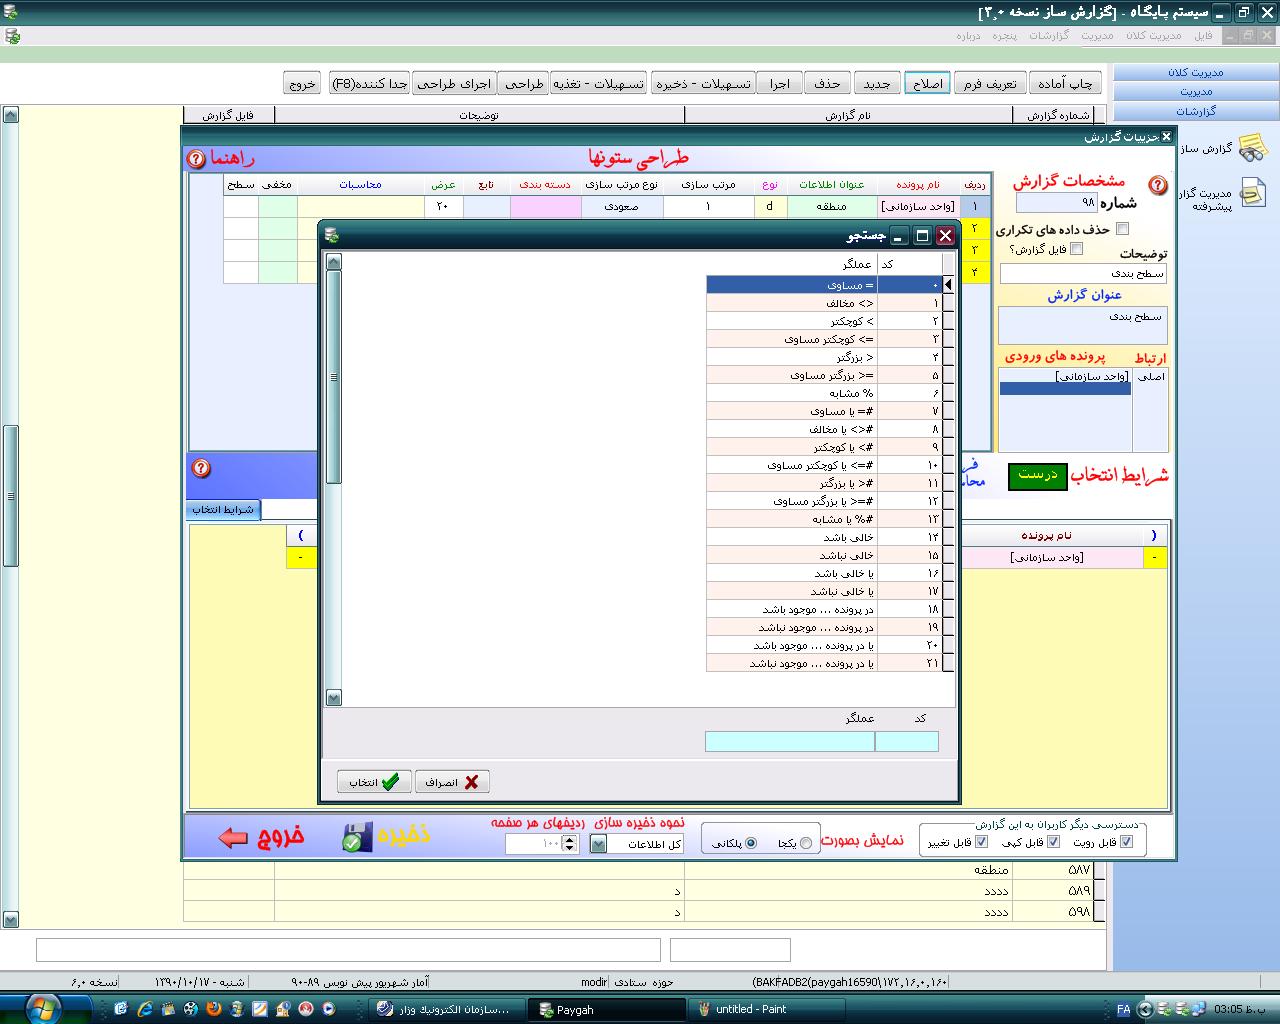 سیستم پایگاه - [گزارش ساز نسخه ۳,۰]
فایل مدیریت کلان مدیریت گزارشات پنجره درباره
چاپ آماده تعریف فرم اصلاح جدید حذف اجرا تسهیلات - ذخیره تسهیلات - تغذیه طراحی اجرای طراحی جدا کننده(F8) خروج
مدیریت کلان
مدیریت
گزارشات
گزارش ساز
مدیریت گزار
پیشرفته
شماره گزارش نام گزارش توضیحات فایل گزارش
جزییات گزارش
طراحی ستونها
راهنما
ردیف نام پرونده عنوان اطلاعات نوع مرتب سازی نوع مرتب سازی دسته بندی تابع عرض محاسبات مخفی سطح
۱ [واحد سازمانی] منطقه d ۱ صعودی ۲۰
۲
۳
۴
مشخصات گزارش
شماره ۹۸
حذف داده های تکراری
توضیحات فایل گزارش؟
سطح بندی
عنوان گزارش
سطح بندی
ارتباط پرونده های ورودی
اصلی [واحد سازمانی]
شرایط انتخاب درست
شرایط انتخاب
( نام پرونده )
- [واحد سازمانی] -
جستجو
کد عملگر
۰ = مساوی
۱ <> مخالف
۲ < کوچکتر
۳ <= کوچکتر مساوی
۴ > بزرگتر
۵ >= بزرگتر مساوی
۶ % مشابه
۷ #= یا مساوی
۸ #<> یا مخالف
۹ #< یا کوچکتر
۱۰ #<= یا کوچکتر مساوی
۱۱ #> یا بزرگتر
۱۲ #>= یا بزرگتر مساوی
۱۳ #% یا مشابه
۱۴ خالی باشد
۱۵ خالی نباشد
۱۶ یا خالی باشد
۱۷ یا خالی نباشد
۱۸ در پرونده ... موجود باشد
۱۹ در پرونده ... موجود نباشد
۲۰ یا در پرونده ... موجود باشد
۲۱ یا در پرونده ... موجود نباشد
کد عملگر
انصراف انتخاب
دسترسی دیگر کاربران به این گزارش
قابل رویت قابل کپی قابل تغییر
نمایش بصورت یکجا پلکانی
نحوه ذخیره سازی ردیفهای هر صفحه
کل اطلاعات ۱۰۰
ذخیره
خروج
۵۸۷ منطقه
۵۸۹ دددد د
۵۹۸ دددد د
(BAKFADB2(paygah16590\۱۷۲,۱۶,۰,۱۶۰ حوزه ستادی modir آمار شهریور پیش نویس ۸۹-۹۰ شنبه - ۱۳۹۰/۱۰/۱۷ نسخه ۶,۰
سازمان الکترونیك وزار... Paygah untitled - Paint FA 03:05 ب.ظ